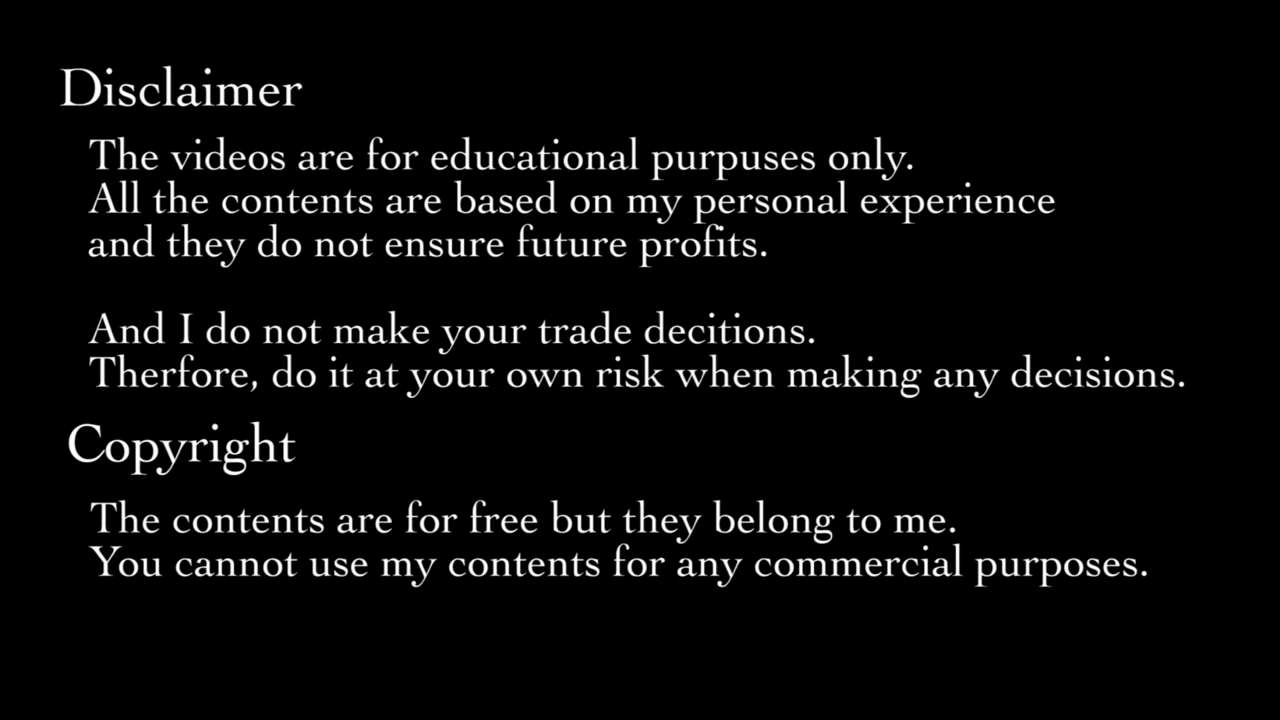 Disclaimer
The videos are for educational purpuses only.
All the contents are based on my personal experience
and they do not ensure future profits.
And I do not make your trade decitions.
Therfore, do it at your own risk when making any decisions.
Copyright
The contents are for free but they belong to me.
You cannot use my contents for any commercial purposes.